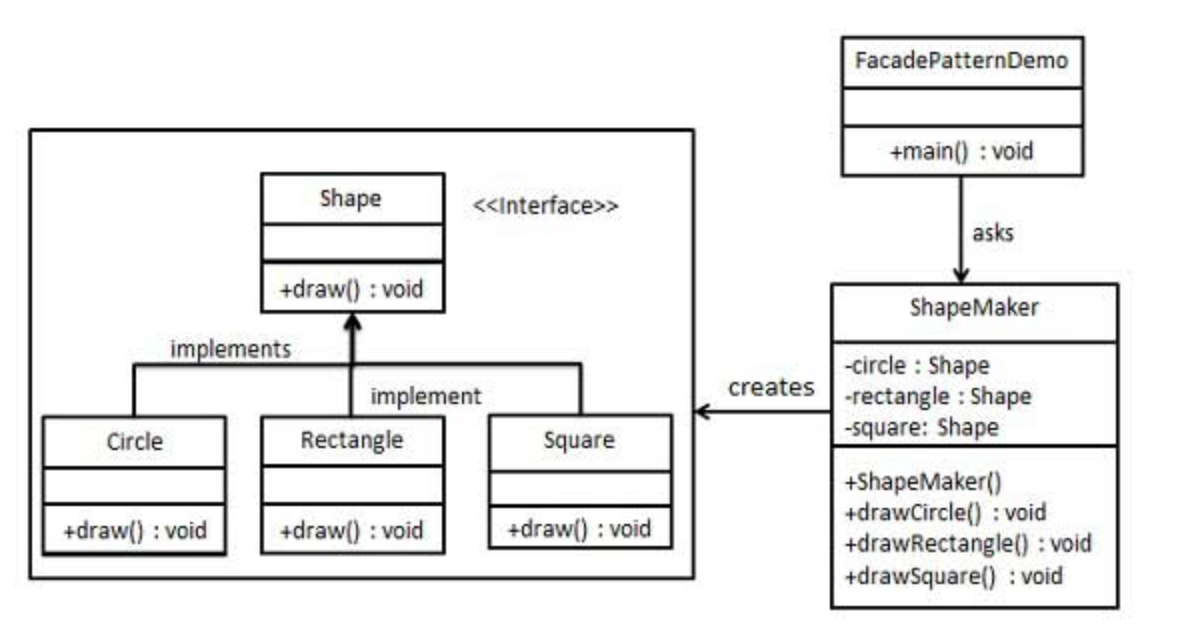 FacadePatternDemo
+main() : void
asks
Shape
<<Interface>>
+draw() : void
implements
implement
Circle
+draw() : void
Rectangle
+draw() : void
Square
+draw() : void
creates
ShapeMaker
-circle : Shape
-rectangle : Shape
-square: Shape
+ShapeMaker()
+drawCircle() : void
+drawRectangle() : void
+drawSquare() : void